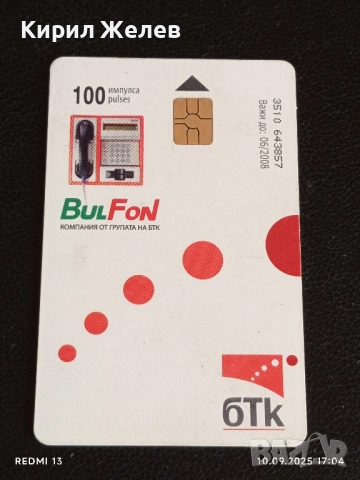 Кирил Желев
100 импулса
pulses
3510 643857
Важи до: 06/2008
BULFON
КОМПАНИЯ ОТ ГРУПАТА НА БТК
бТк
BAZAR
REDMI 13
10.09.2025 17:04